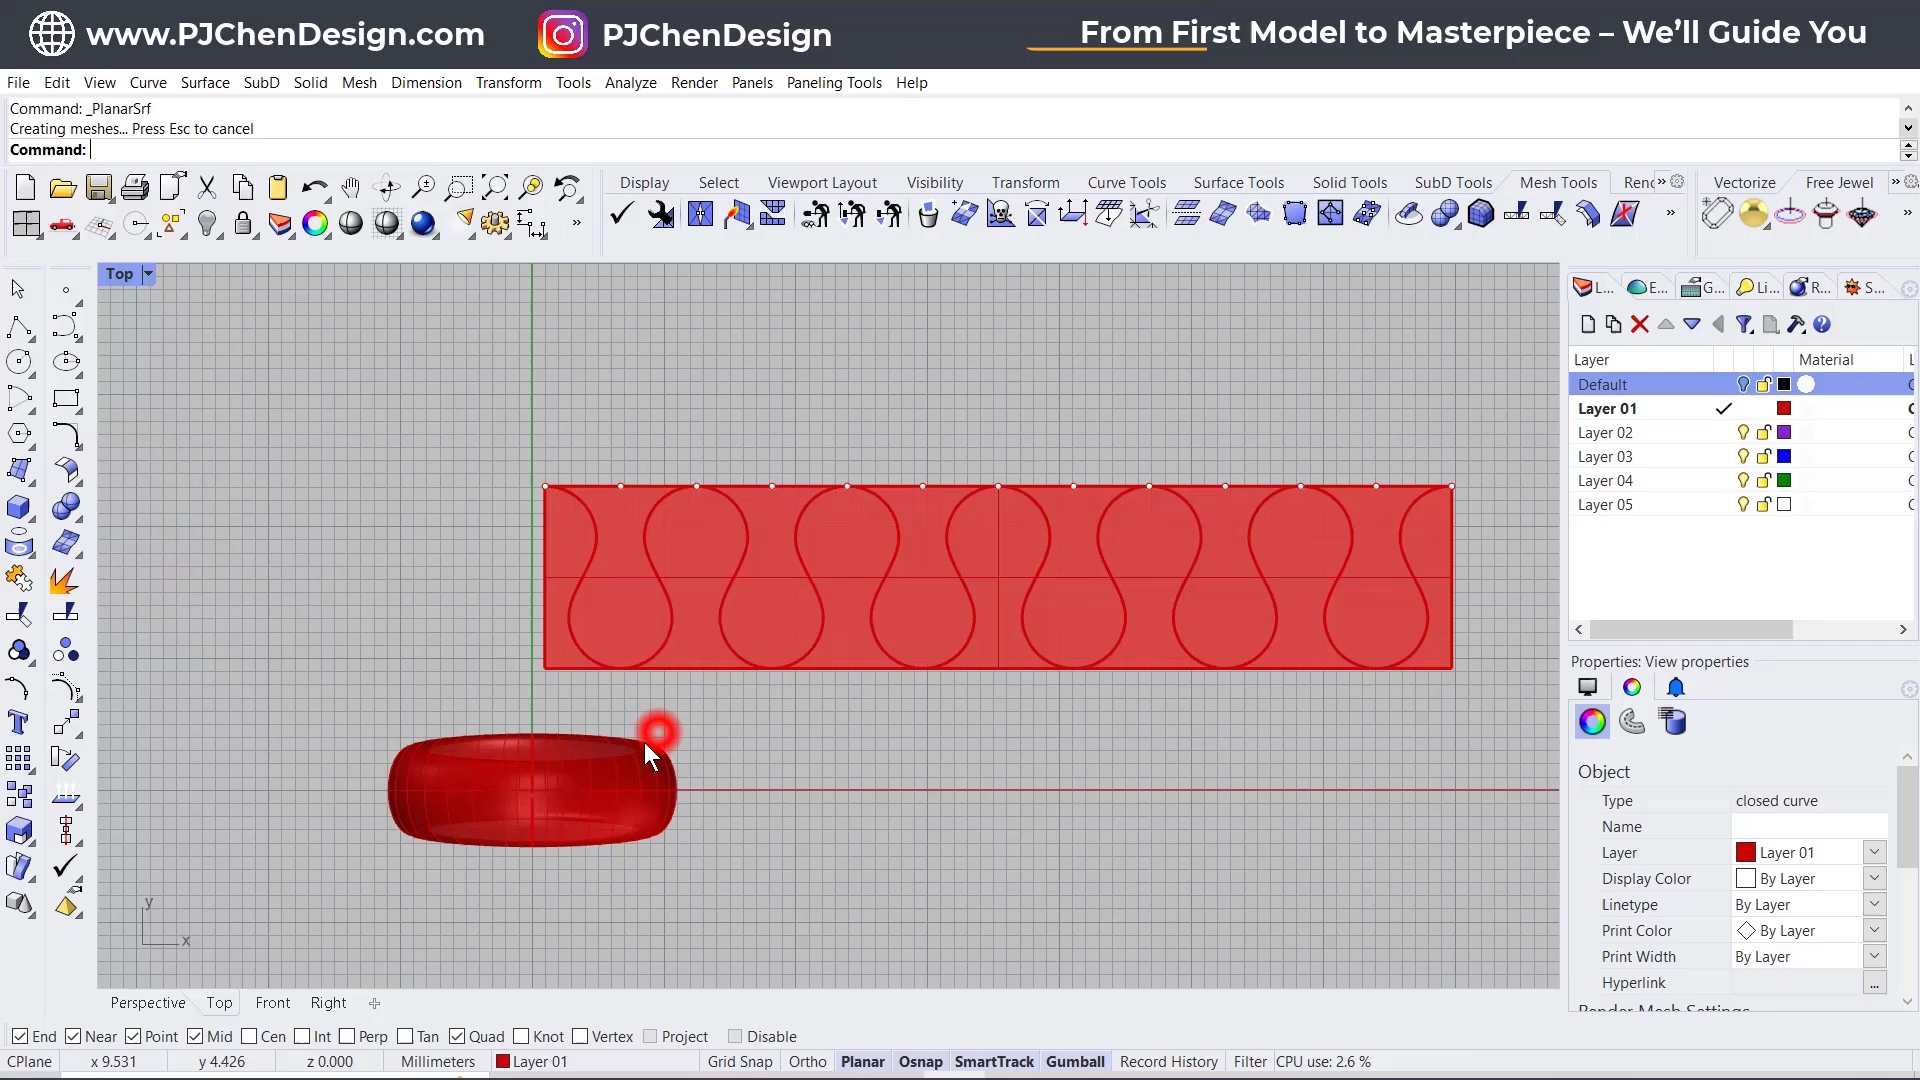 www.PJChenDesign.com PJChenDesign From First Model to Masterpiece – We'll Guide You
File Edit View Curve Surface SubD Solid Mesh Dimension Transform Tools Analyze Render Panels Paneling Tools Help
Command: _PlanarSrf
Creating meshes... Press Esc to cancel
Command:
Display Select Viewport Layout Visibility Transform Curve Tools Surface Tools Solid Tools SubD Tools Mesh Tools Renc » Vectorize Free Jewel »
Top
L... E... G... Li... R... S...
Layer Material L
Default
Layer 01
Layer 02
Layer 03
Layer 04
Layer 05
Properties: View properties
Object
Type closed curve
Name
Layer Layer 01
Display Color By Layer
Linetype By Layer
Print Color By Layer
Print Width By Layer
Hyperlink ...
Render Mesh Settings
y
x
Perspective Top Front Right
End Near Point Mid Cen Int Perp Tan Quad Knot Vertex Project Disable
CPlane x 9.531 y 4.426 z 0.000 Millimeters Layer 01 Grid Snap Ortho Planar Osnap SmartTrack Gumball Record History Filter CPU use: 2.6 %